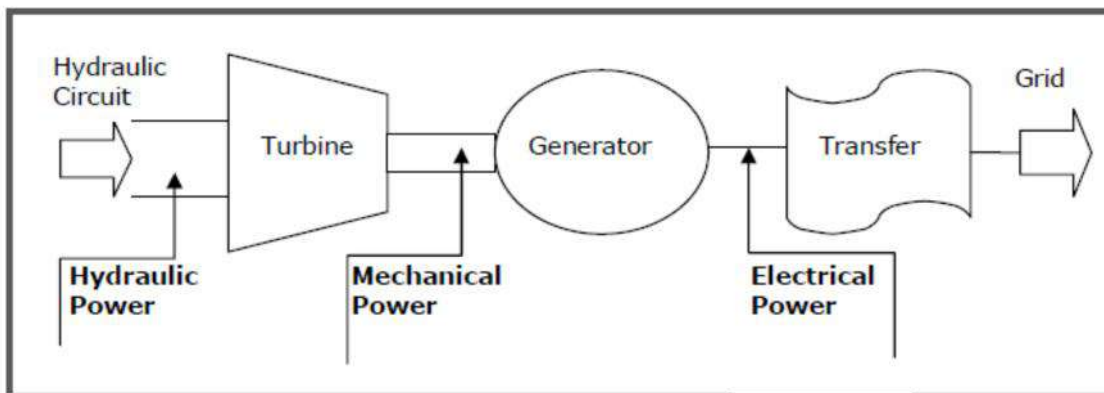 Hydraulic
Circuit
Turbine
Generator
Transfer
Grid
Hydraulic
Power
Mechanical
Power
Electrical
Power